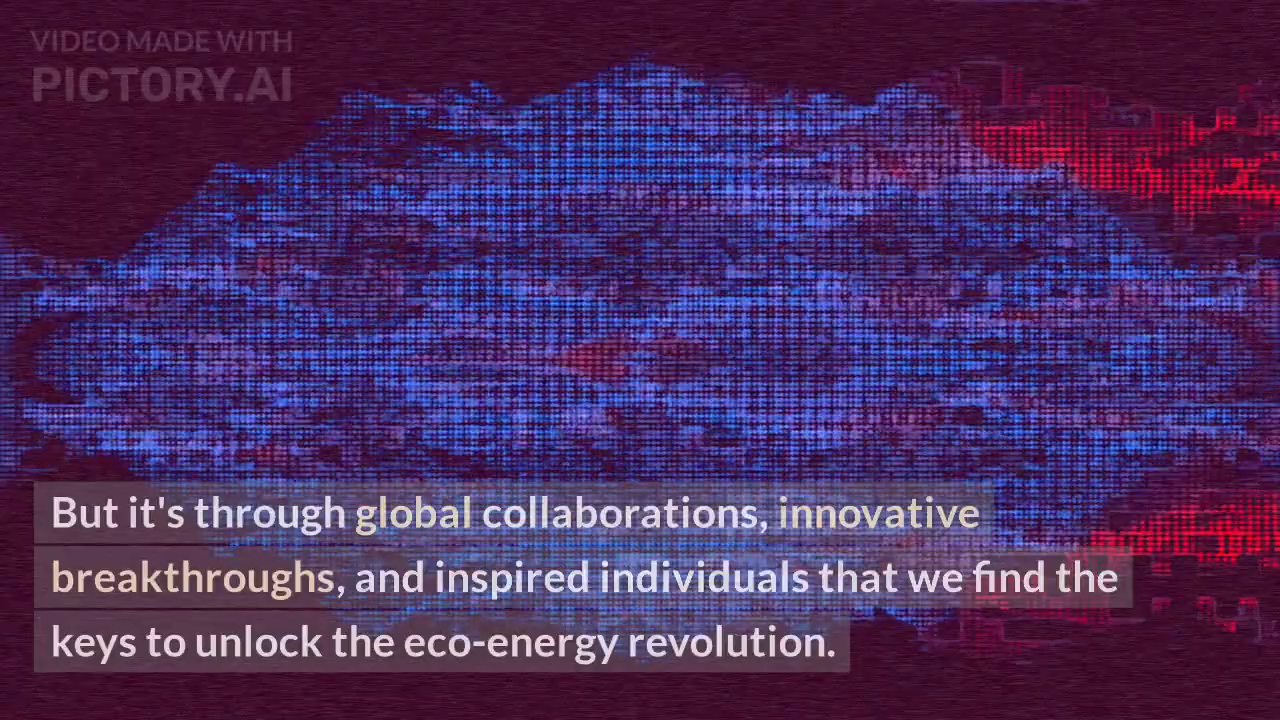 VIDEO MADE WITH
PICTORY.AI
But it's through global collaborations, innovative
breakthroughs, and inspired individuals that we find the
keys to unlock the eco-energy revolution.